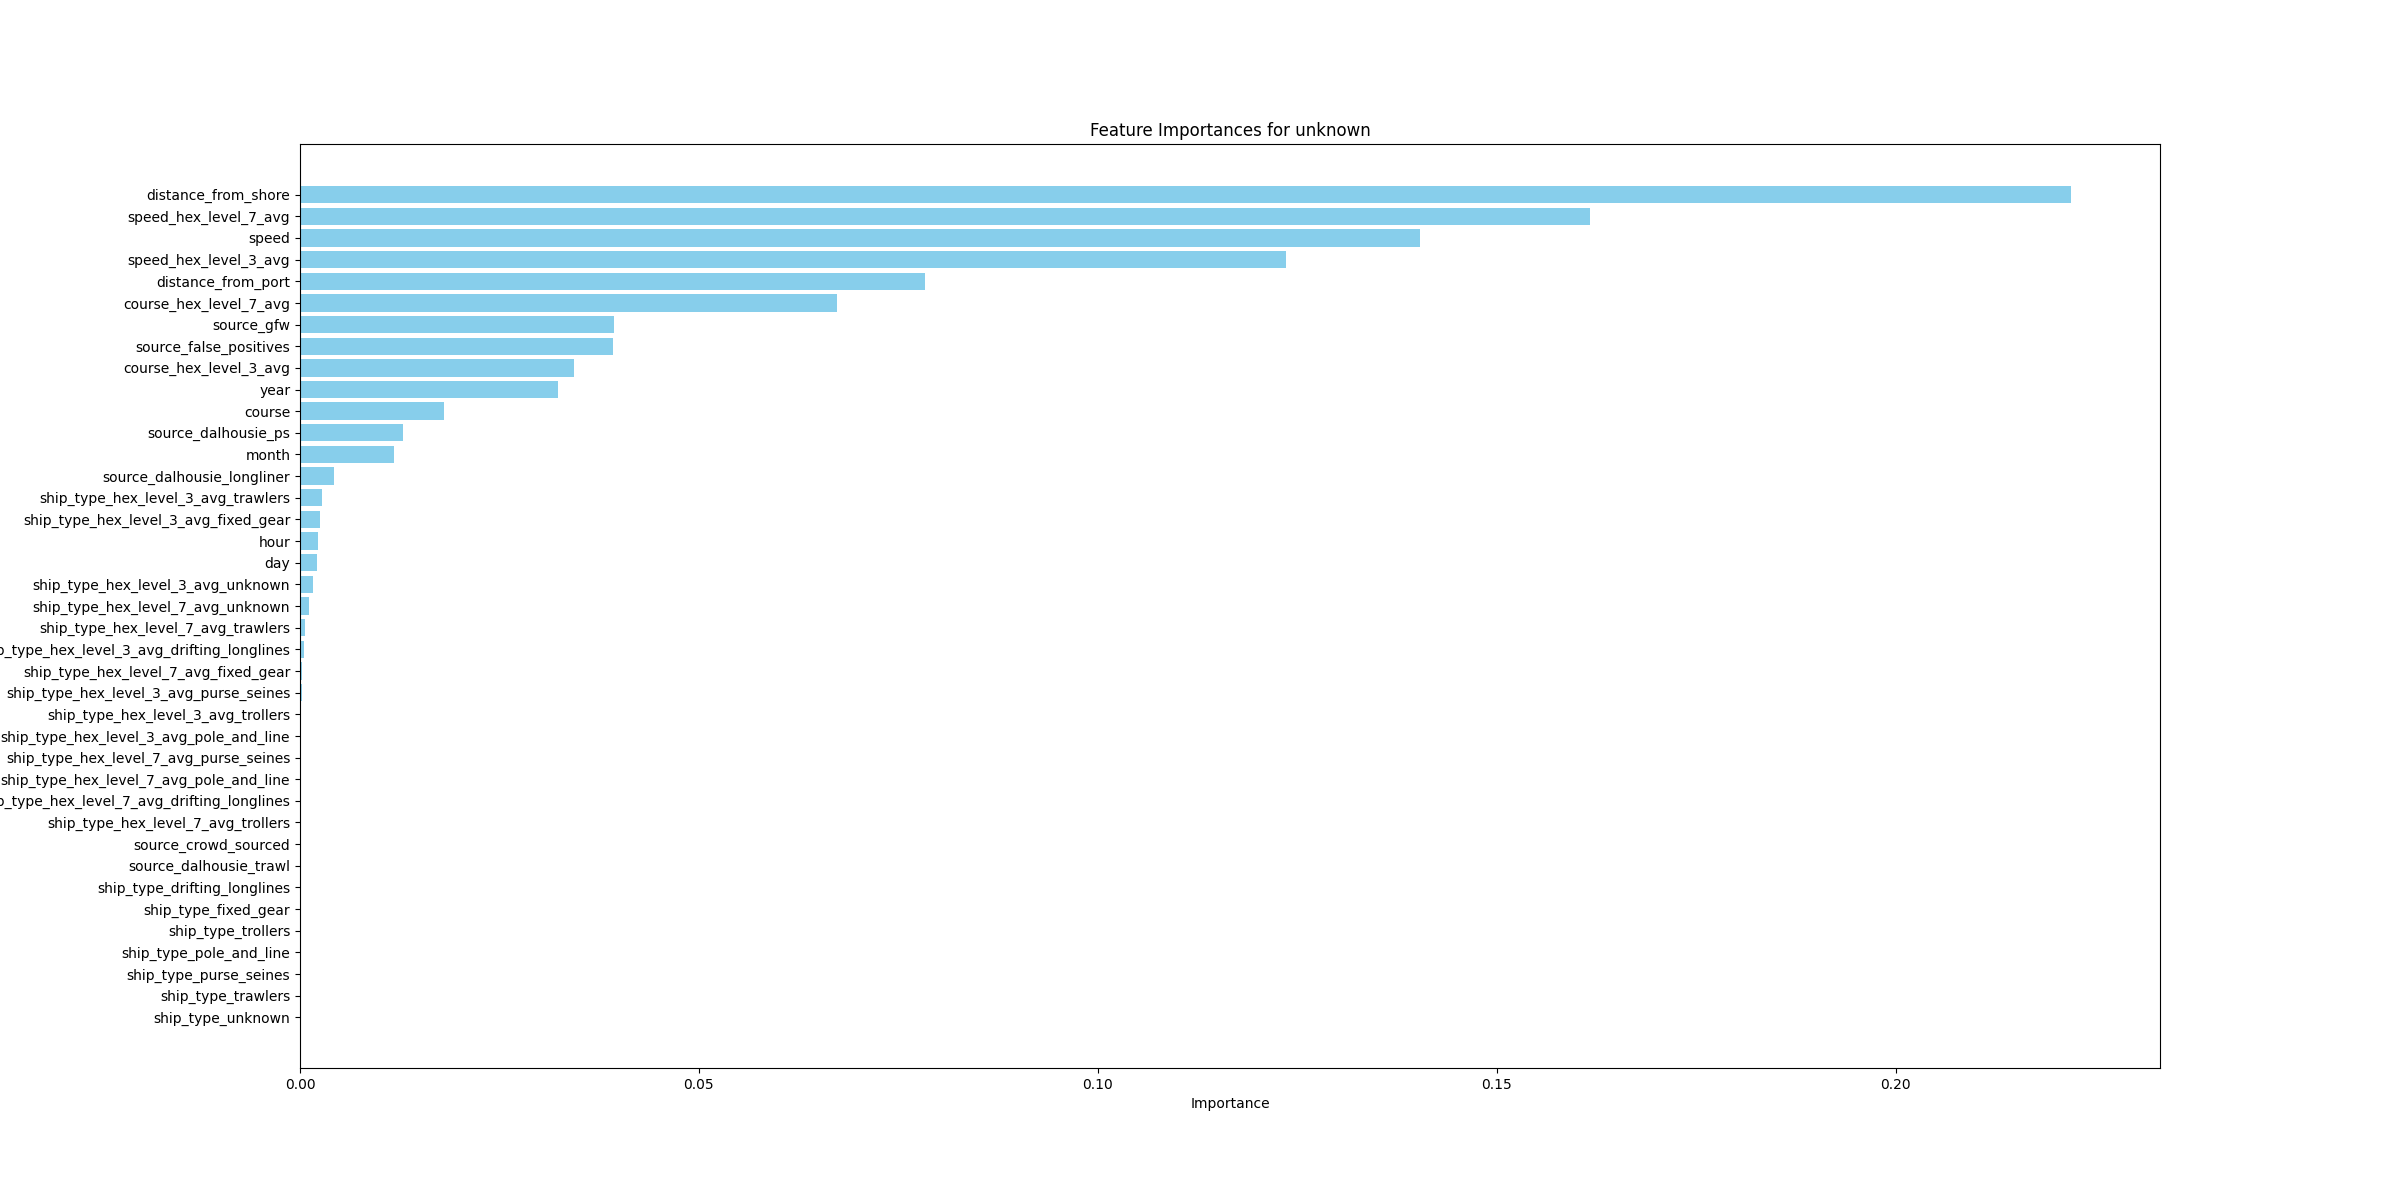 Feature Importances for unknown
distance_from_shore
speed_hex_level_7_avg
speed
speed_hex_level_3_avg
distance_from_port
course_hex_level_7_avg
source_gfw
source_false_positives
course_hex_level_3_avg
year
course
source_dalhousie_ps
month
source_dalhousie_longliner
ship_type_hex_level_3_avg_trawlers
ship_type_hex_level_3_avg_fixed_gear
hour
day
ship_type_hex_level_3_avg_unknown
ship_type_hex_level_7_avg_unknown
ship_type_hex_level_7_avg_trawlers
p_type_hex_level_3_avg_drifting_longlines
ship_type_hex_level_7_avg_fixed_gear
ship_type_hex_level_3_avg_purse_seines
ship_type_hex_level_3_avg_trollers
ship_type_hex_level_3_avg_pole_and_line
ship_type_hex_level_7_avg_purse_seines
ship_type_hex_level_7_avg_pole_and_line
p_type_hex_level_7_avg_drifting_longlines
ship_type_hex_level_7_avg_trollers
source_crowd_sourced
source_dalhousie_trawl
ship_type_drifting_longlines
ship_type_fixed_gear
ship_type_trollers
ship_type_pole_and_line
ship_type_purse_seines
ship_type_trawlers
ship_type_unknown
0.00 0.05 0.10 0.15 0.20
Importance